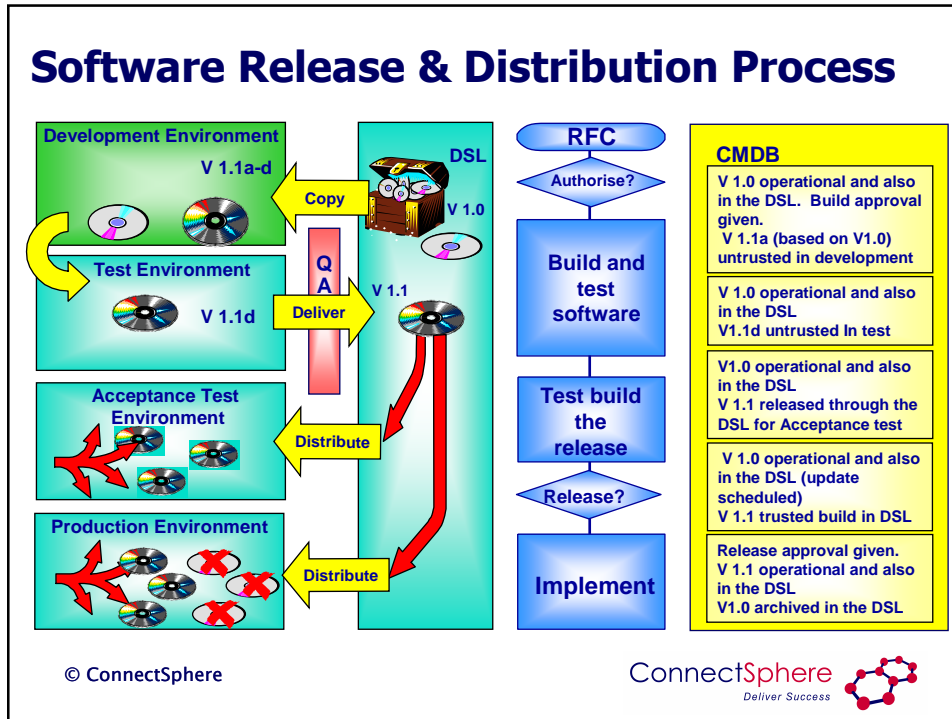 Software Release & Distribution Process
Development Environment
V 1.1a-d
Copy
DSL
V 1.0
Test Environment
V 1.1d
Q
A
Deliver
V 1.1
Acceptance Test
Environment
Distribute
Production Environment
Distribute
RFC
Authorise?
Build and
test
software
Test build
the
release
Release?
Implement
CMDB
V 1.0 operational and also
in the DSL. Build approval
given.
V 1.1a (based on V1.0)
untrusted in development
V 1.0 operational and also
in the DSL
V1.1d untrusted In test
V1.0 operational and also
in the DSL
V 1.1 released through the
DSL for Acceptance test
V 1.0 operational and also
in the DSL (update
scheduled)
V 1.1 trusted build in DSL
Release approval given.
V 1.1 operational and also
in the DSL
V1.0 archived in the DSL
© ConnectSphere
ConnectSphere
Deliver Success